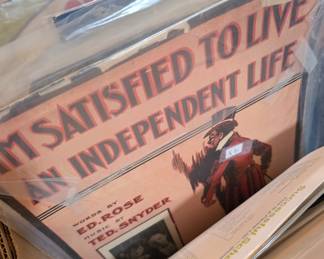 I'M SATISFIED TO LIVE
AN INDEPENDENT LIFE
WORDS BY
ED. ROSE
MUSIC BY
TED. SNYDER